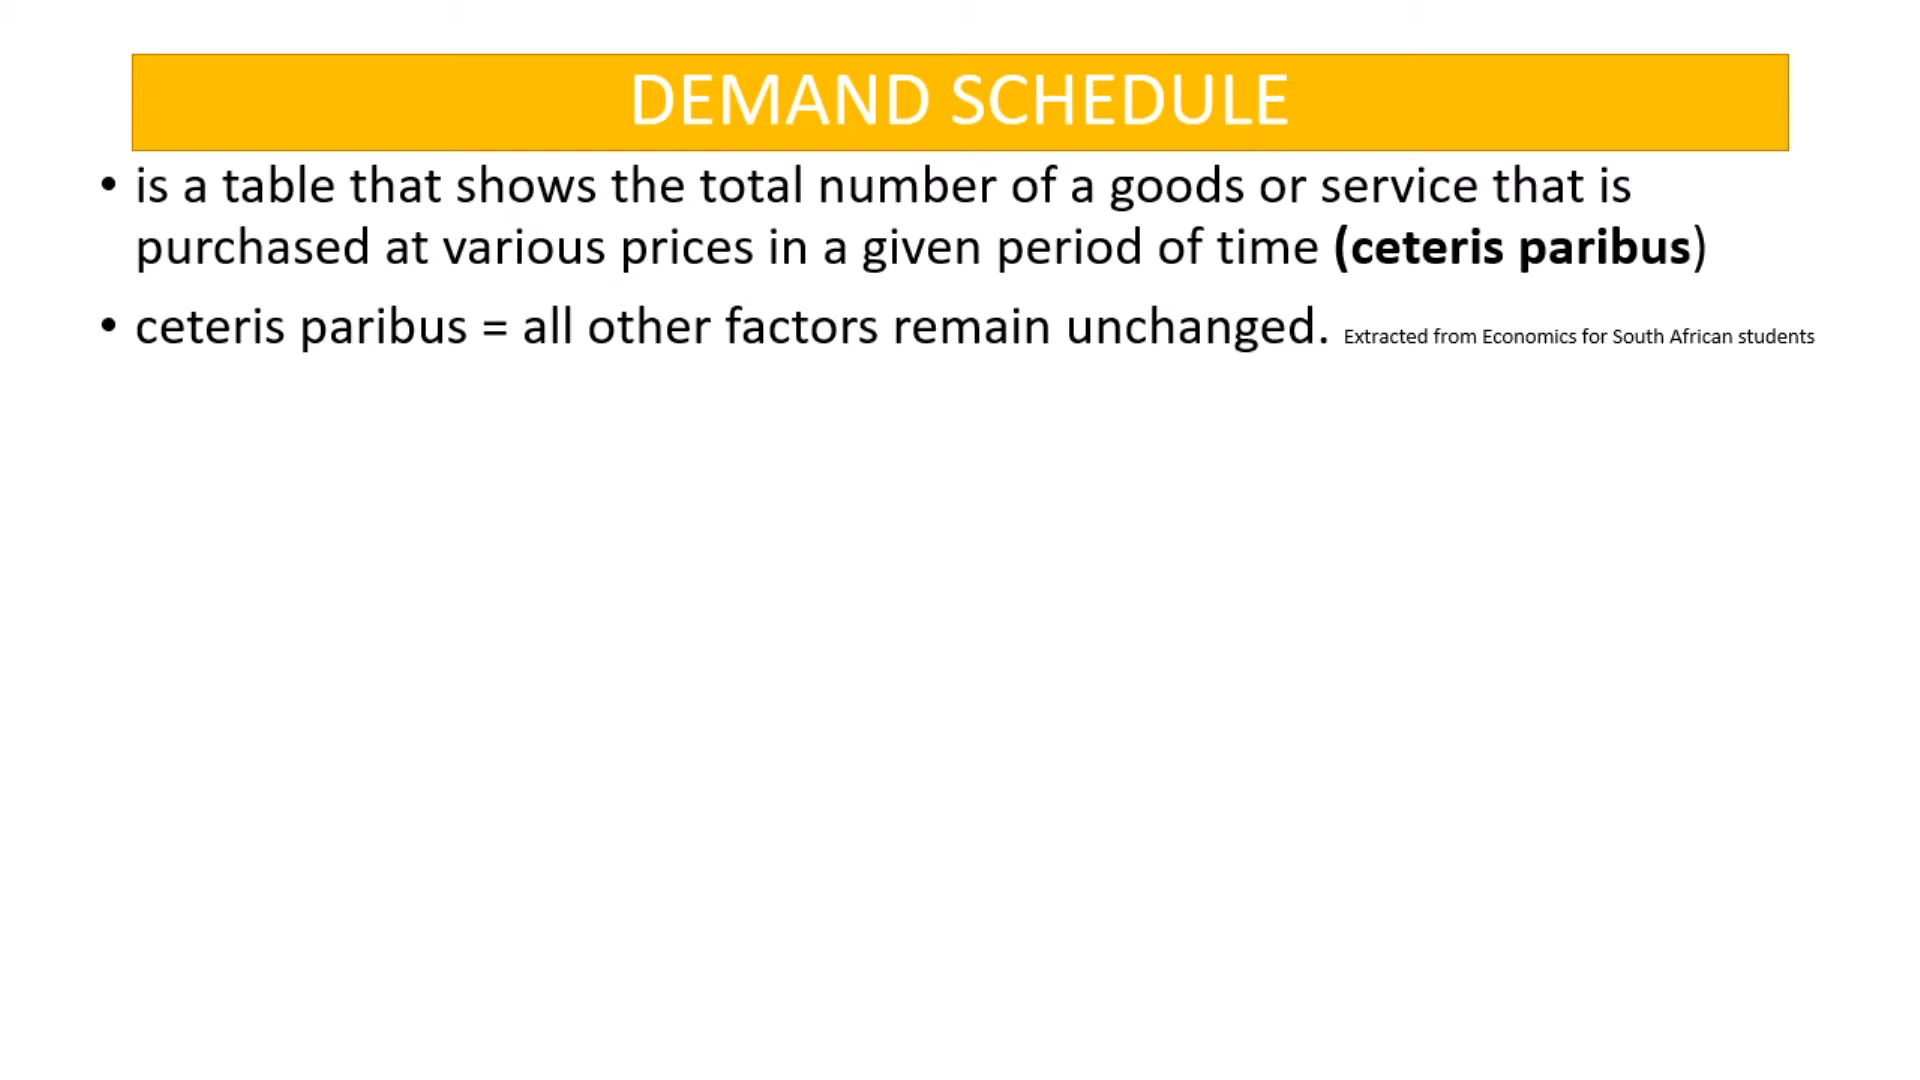 DEMAND SCHEDULE
• is a table that shows the total number of a goods or service that is
purchased at various prices in a given period of time (ceteris paribus)
• ceteris paribus = all other factors remain unchanged. Extracted from Economics for South African students